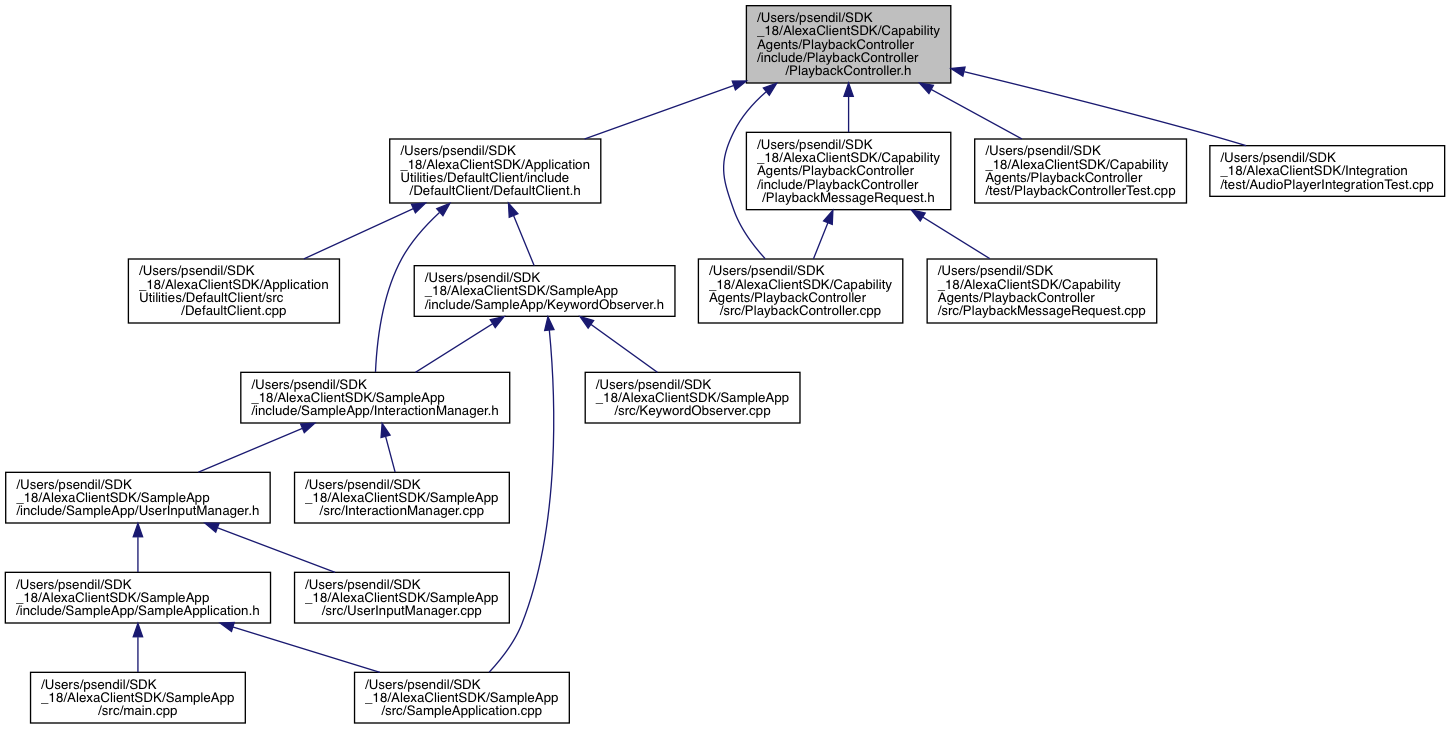 /Users/psendil/SDK
_18/AlexaClientSDK/Capability
Agents/PlaybackController
/include/PlaybackController
/PlaybackController.h
/Users/psendil/SDK
_18/AlexaClientSDK/Application
Utilities/DefaultClient/include
/DefaultClient/DefaultClient.h
/Users/psendil/SDK
_18/AlexaClientSDK/Capability
Agents/PlaybackController
/include/PlaybackController
/PlaybackMessageRequest.h
/Users/psendil/SDK
_18/AlexaClientSDK/Capability
Agents/PlaybackController
/test/PlaybackControllerTest.cpp
/Users/psendil/SDK
_18/AlexaClientSDK/Integration
/test/AudioPlayerIntegrationTest.cpp
/Users/psendil/SDK
_18/AlexaClientSDK/Application
Utilities/DefaultClient/src
/DefaultClient.cpp
/Users/psendil/SDK
_18/AlexaClientSDK/SampleApp
/include/SampleApp/KeywordObserver.h
/Users/psendil/SDK
_18/AlexaClientSDK/Capability
Agents/PlaybackController
/src/PlaybackController.cpp
/Users/psendil/SDK
_18/AlexaClientSDK/Capability
Agents/PlaybackController
/src/PlaybackMessageRequest.cpp
/Users/psendil/SDK
_18/AlexaClientSDK/SampleApp
/include/SampleApp/InteractionManager.h
/Users/psendil/SDK
_18/AlexaClientSDK/SampleApp
/src/KeywordObserver.cpp
/Users/psendil/SDK
_18/AlexaClientSDK/SampleApp
/include/SampleApp/UserInputManager.h
/Users/psendil/SDK
_18/AlexaClientSDK/SampleApp
/src/InteractionManager.cpp
/Users/psendil/SDK
_18/AlexaClientSDK/SampleApp
/include/SampleApp/SampleApplication.h
/Users/psendil/SDK
_18/AlexaClientSDK/SampleApp
/src/UserInputManager.cpp
/Users/psendil/SDK
_18/AlexaClientSDK/SampleApp
/src/main.cpp
/Users/psendil/SDK
_18/AlexaClientSDK/SampleApp
/src/SampleApplication.cpp